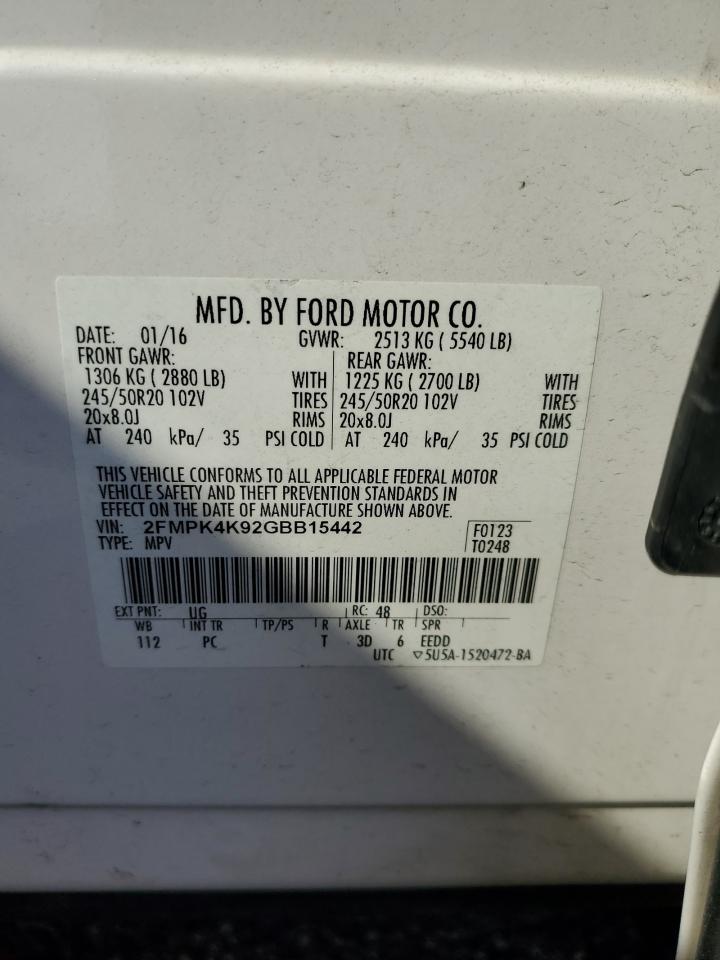 MFD. BY FORD MOTOR CO.
DATE: 01/16 GVWR: 2513 KG ( 5540 LB)
FRONT GAWR: REAR GAWR:
1306 KG ( 2880 LB) WITH 1225 KG ( 2700 LB) WITH
245/50R20 102V TIRES 245/50R20 102V TIRES
20x8.0J RIMS 20x8.0J RIMS
AT 240 kPa/ 35 PSI COLD AT 240 kPa/ 35 PSI COLD
THIS VEHICLE CONFORMS TO ALL APPLICABLE FEDERAL MOTOR
VEHICLE SAFETY AND THEFT PREVENTION STANDARDS IN
EFFECT ON THE DATE OF MANUFACTURE SHOWN ABOVE.
VIN: 2FMPK4K92GBB15442 F0123
TYPE: MPV T0248
EXT PNT: UG RC: 48 DSO:
WB INT TR TP/PS R AXLE TR SPR
112 PC T 3D 6 EEDD
UTC ▽5U5A-1520472-BA